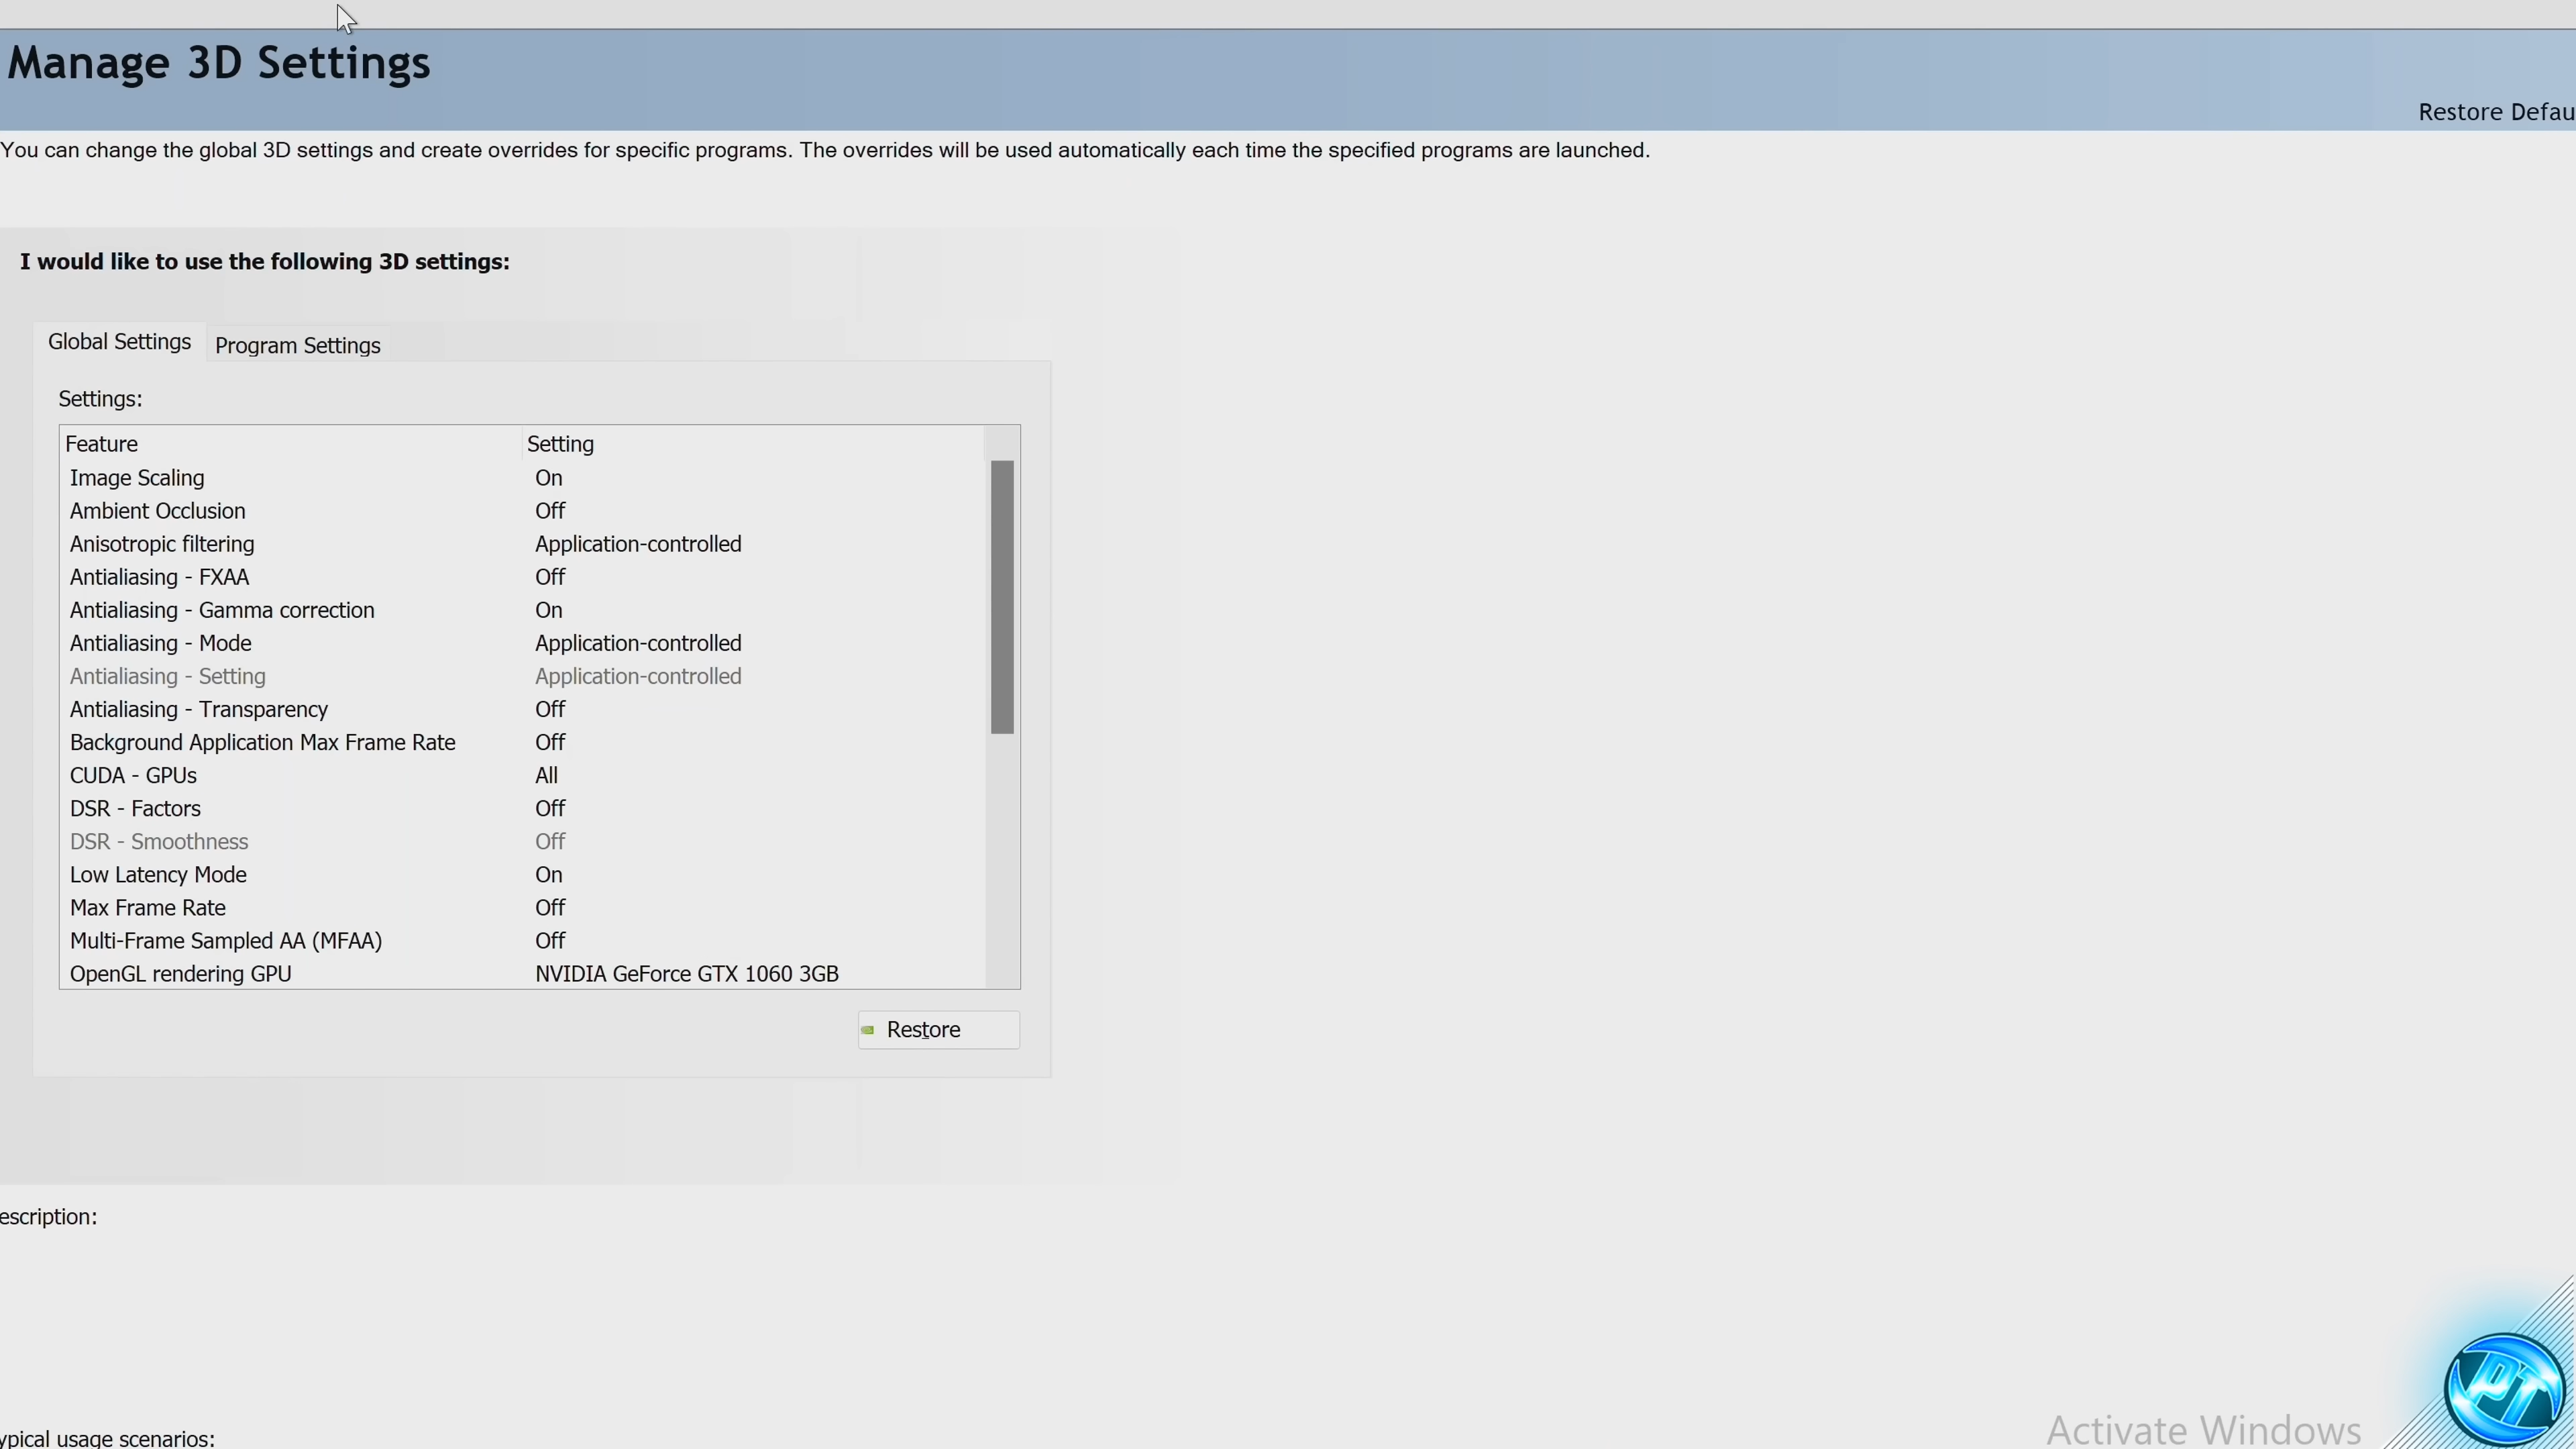 Manage 3D Settings
Restore Defau
You can change the global 3D settings and create overrides for specific programs. The overrides will be used automatically each time the specified programs are launched.
I would like to use the following 3D settings:
Global Settings Program Settings
Settings:
Feature Setting
Image Scaling On
Ambient Occlusion Off
Anisotropic filtering Application-controlled
Antialiasing - FXAA Off
Antialiasing - Gamma correction On
Antialiasing - Mode Application-controlled
Antialiasing - Setting Application-controlled
Antialiasing - Transparency Off
Background Application Max Frame Rate Off
CUDA - GPUs All
DSR - Factors Off
DSR - Smoothness Off
Low Latency Mode On
Max Frame Rate Off
Multi-Frame Sampled AA (MFAA) Off
OpenGL rendering GPU NVIDIA GeForce GTX 1060 3GB
Restore
escription:
ypical usage scenarios:
Activate Windows
PT